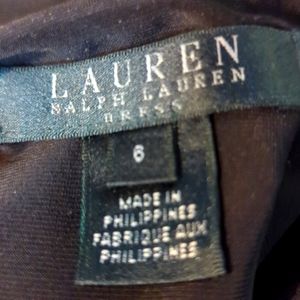 LAUREN
RALPH LAUREN
DRESS
6
MADE IN
PHILIPPINES
FABRIQUE AUX
PHILIPPINES